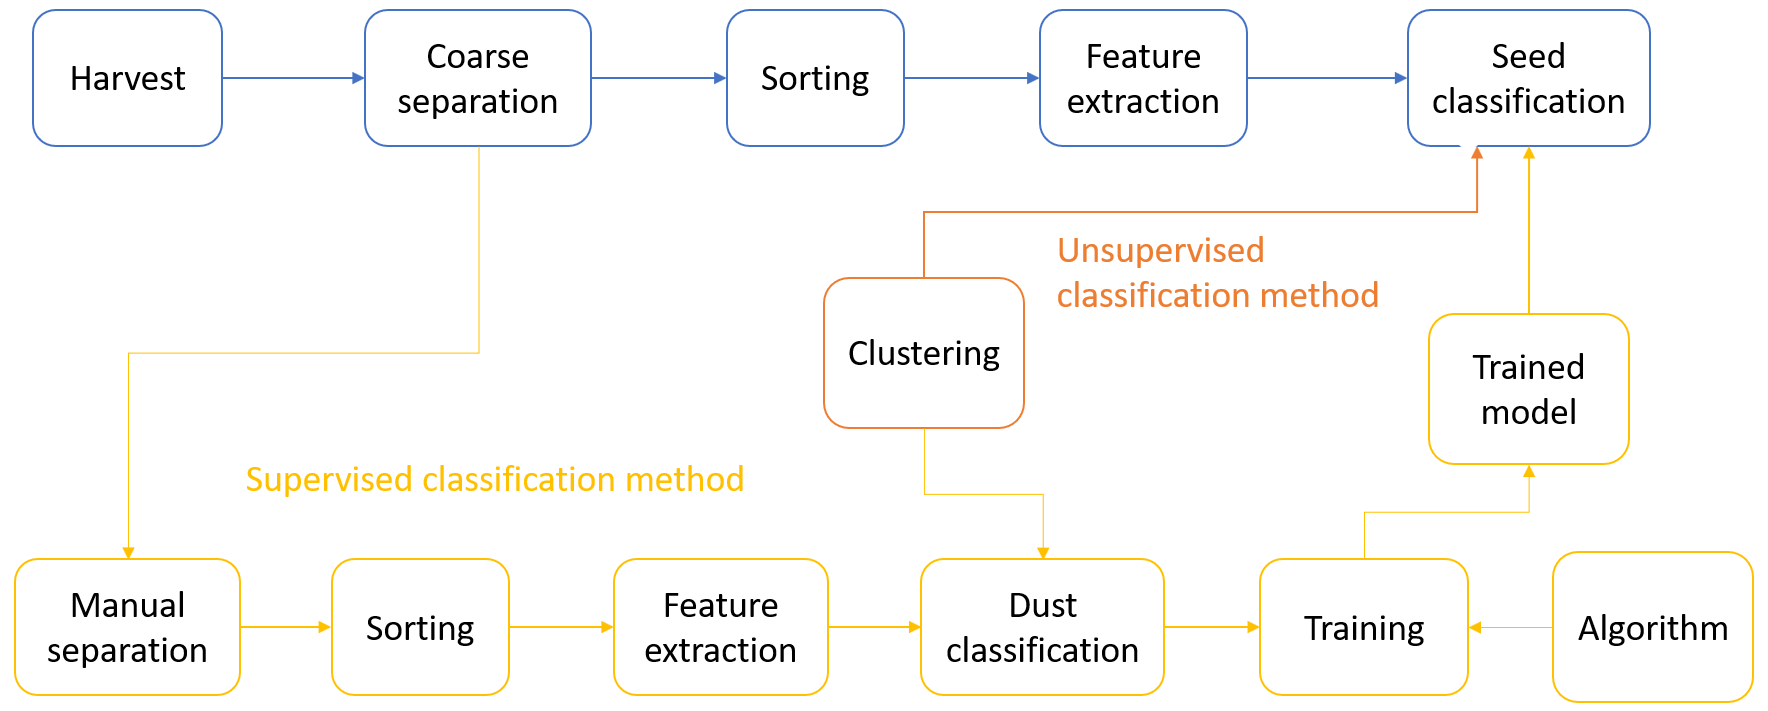 Harvest
Coarse
separation
Sorting
Feature
extraction
Seed
classification
Unsupervised
classification method
Clustering
Trained
model
Supervised classification method
Manual
separation
Sorting
Feature
extraction
Dust
classification
Training
Algorithm